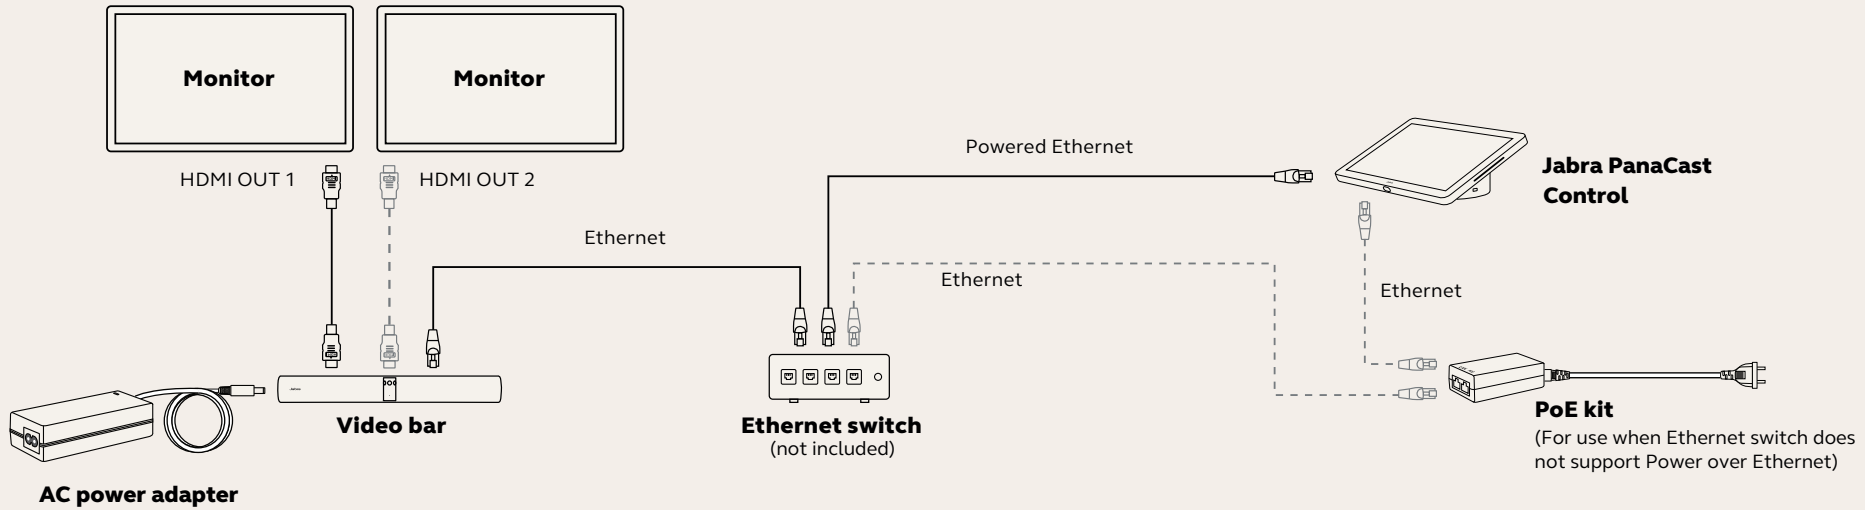 Monitor
Monitor
HDMI OUT 1
HDMI OUT 2
Powered Ethernet
Jabra PanaCast
Control
Ethernet
Ethernet
Ethernet
Video bar
Ethernet switch
(not included)
PoE kit
(For use when Ethernet switch does
not support Power over Ethernet)
AC power adapter